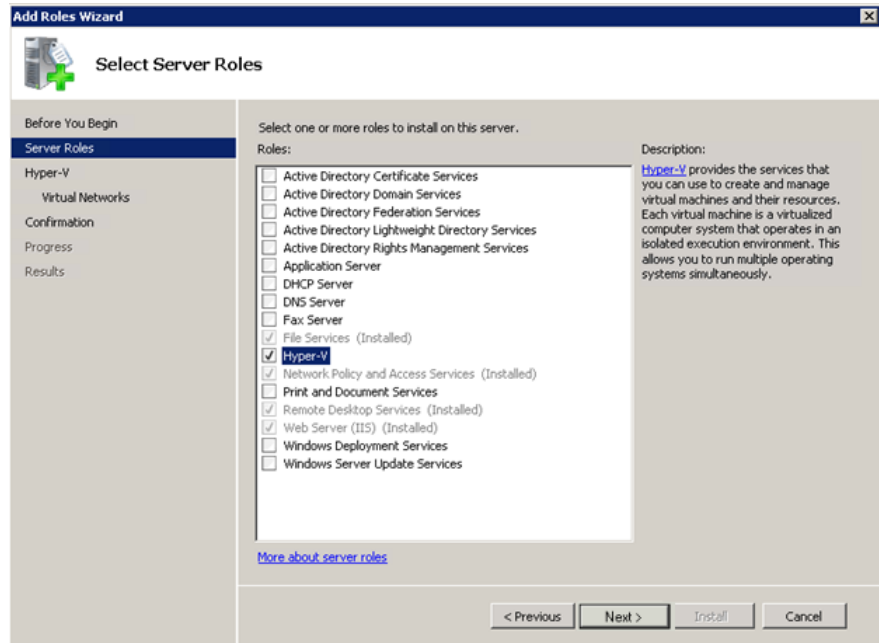 Add Roles Wizard
Select Server Roles
Before You Begin
Server Roles
Hyper-V
Virtual Networks
Confirmation
Progress
Results
Select one or more roles to install on this server.
Roles:
Active Directory Certificate Services
Active Directory Domain Services
Active Directory Federation Services
Active Directory Lightweight Directory Services
Active Directory Rights Management Services
Application Server
DHCP Server
DNS Server
Fax Server
File Services (Installed)
Hyper-V
Network Policy and Access Services (Installed)
Print and Document Services
Remote Desktop Services (Installed)
Web Server (IIS) (Installed)
Windows Deployment Services
Windows Server Update Services
More about server roles
Description:
Hyper-V provides the services that
you can use to create and manage
virtual machines and their resources.
Each virtual machine is a virtualized
computer system that operates in an
isolated execution environment. This
allows you to run multiple operating
systems simultaneously.
< Previous
Next >
Install
Cancel